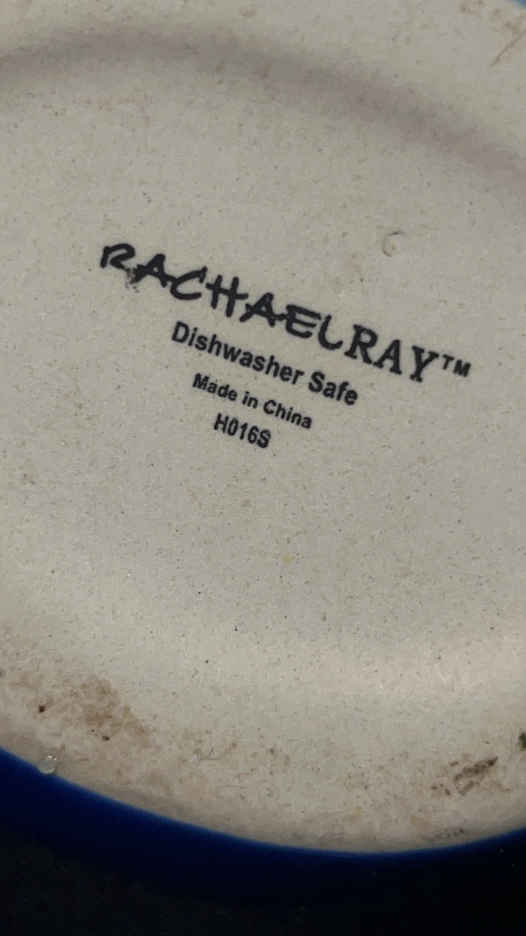 RACHAELRAY™
Dishwasher Safe
Made in China
H016S